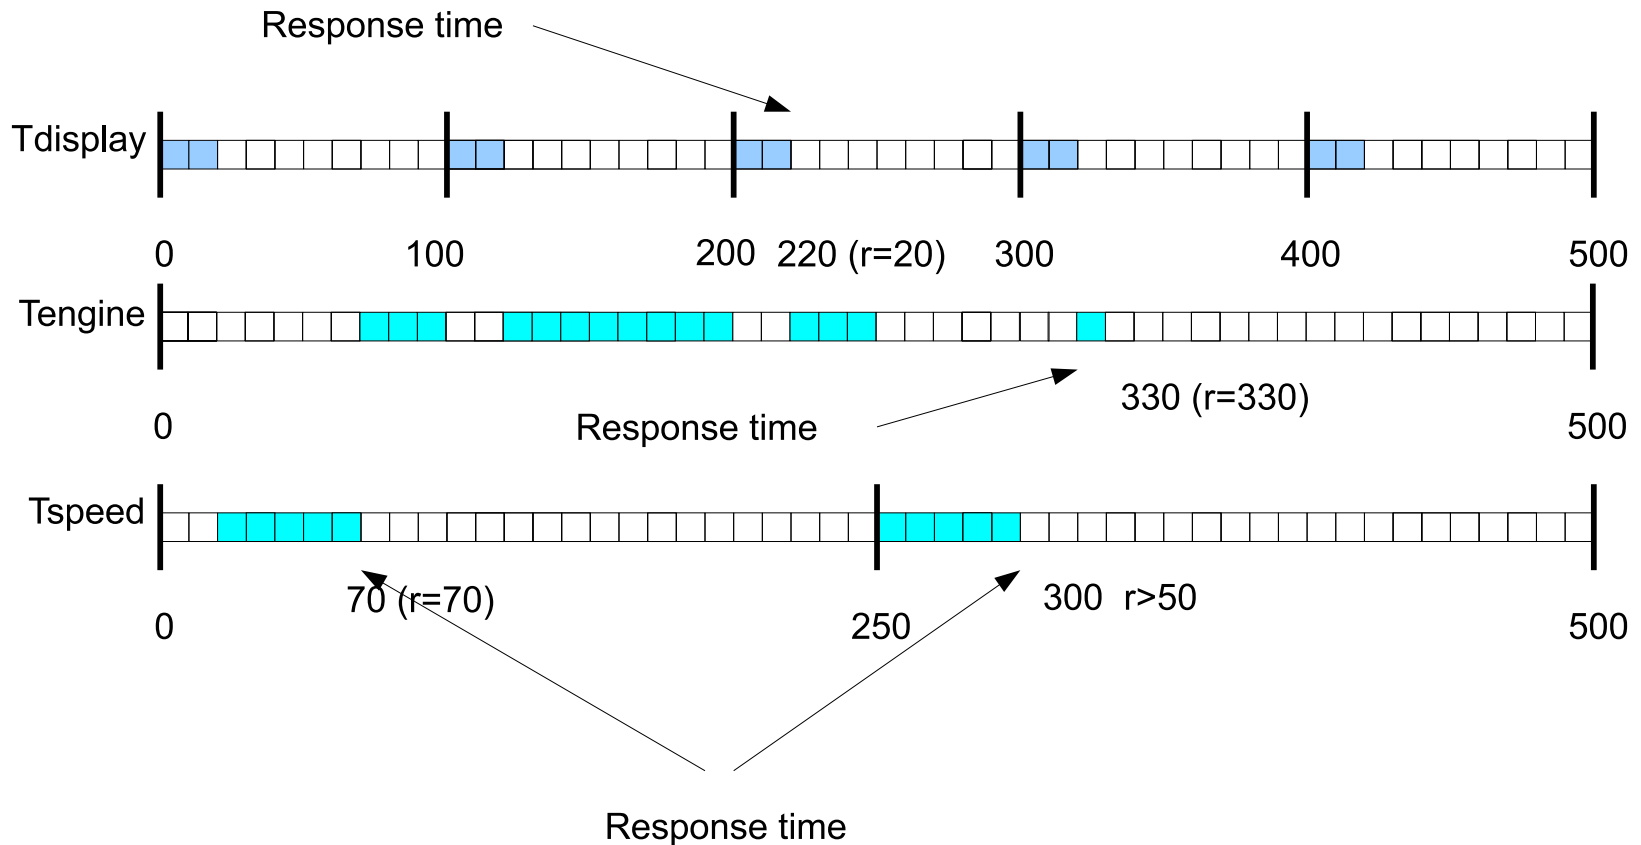 Response time
Tdisplay
0 100 200 220 (r=20) 300 400 500
Tengine
330 (r=330)
0 Response time 500
Tspeed
70 (r=70) 300 r>50
0 250 500
Response time